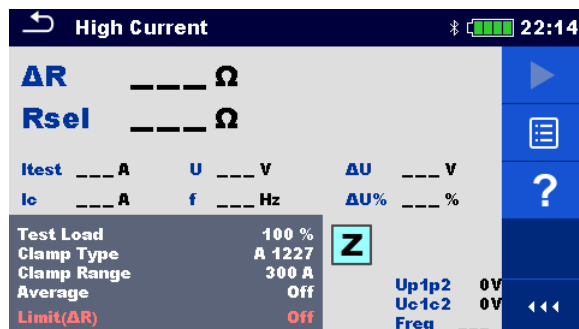 High Current 22:14
ΔR ___ Ω
Rsel ___ Ω
Itest ___ A U ___ V ΔU ___ V
Ic ___ A f ___ Hz ΔU% ___ %
?
Test Load 100 %
Clamp Type A 1227
Clamp Range 300 A
Average Off
Limit(ΔR) Off
Z
Up1p2 0V
Uc1c2 0V
Freq